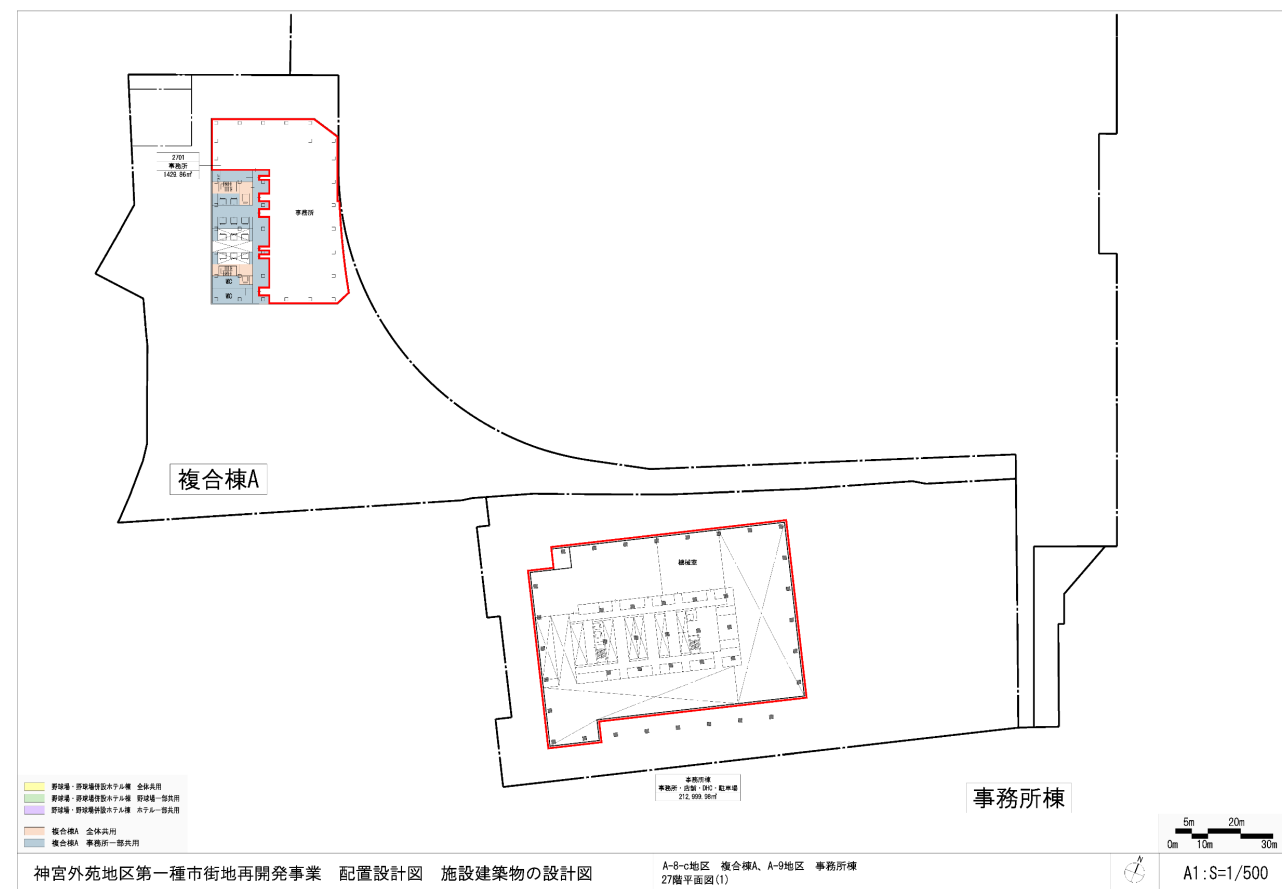 2701
事務所
1429.86㎡
事務所
WC
WC
複合棟A
機械室
事務所棟
事務所・店舗・DHC・駐車場
212,999.98㎡
事務所棟
野球場・野球場併設ホテル棟 全体共用
野球場・野球場併設ホテル棟 野球場一部共用
野球場・野球場併設ホテル棟 ホテル一部共用
複合棟A 全体共用
複合棟A 事務所一部共用
5m 20m
0m 10m 30m
神宮外苑地区第一種市街地再開発事業 配置設計図 施設建築物の設計図
A-8-c地区 複合棟A、A-9地区 事務所棟
27階平面図(1)
N
A1:S=1/500